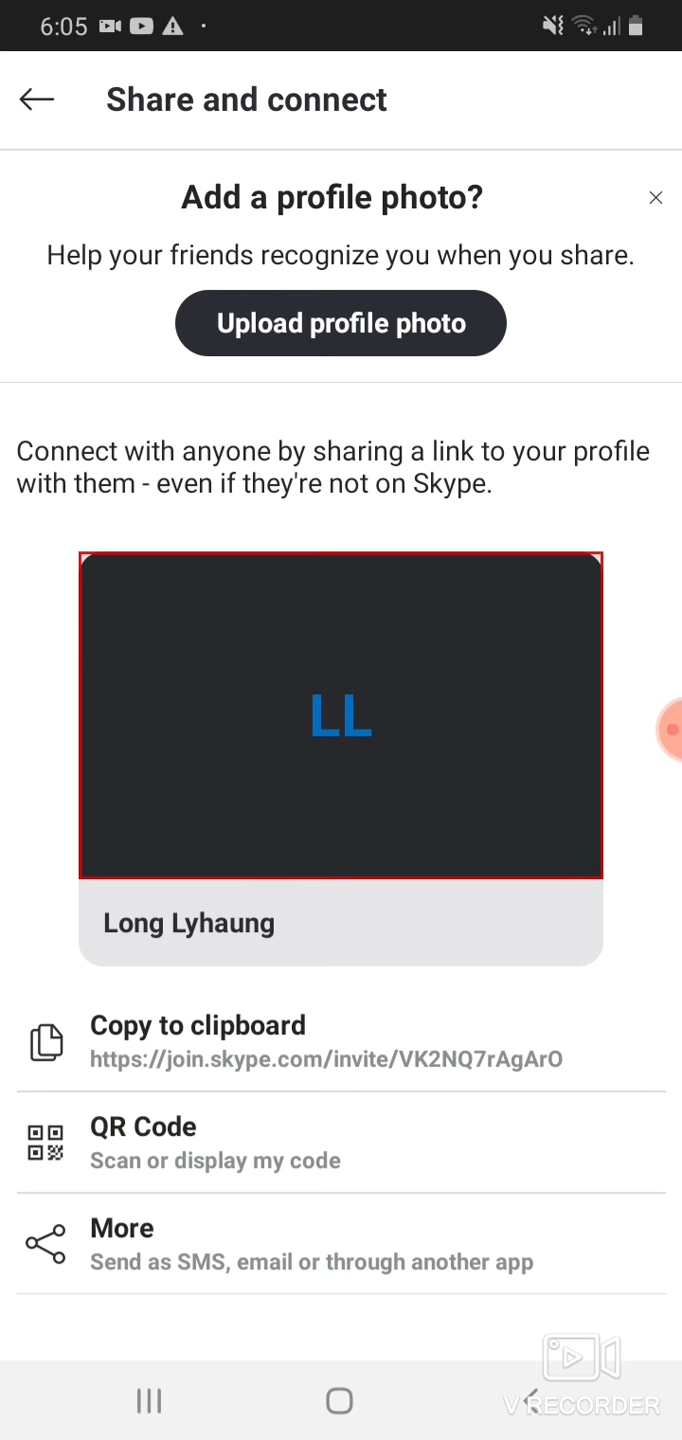 6:05
Share and connect
Add a profile photo?
Help your friends recognize you when you share.
Upload profile photo
Connect with anyone by sharing a link to your profile
with them - even if they're not on Skype.
LL
Long Lyhaung
Copy to clipboard
https://join.skype.com/invite/VK2NQ7rAgArO
QR Code
Scan or display my code
More
Send as SMS, email or through another app
V RECORDER